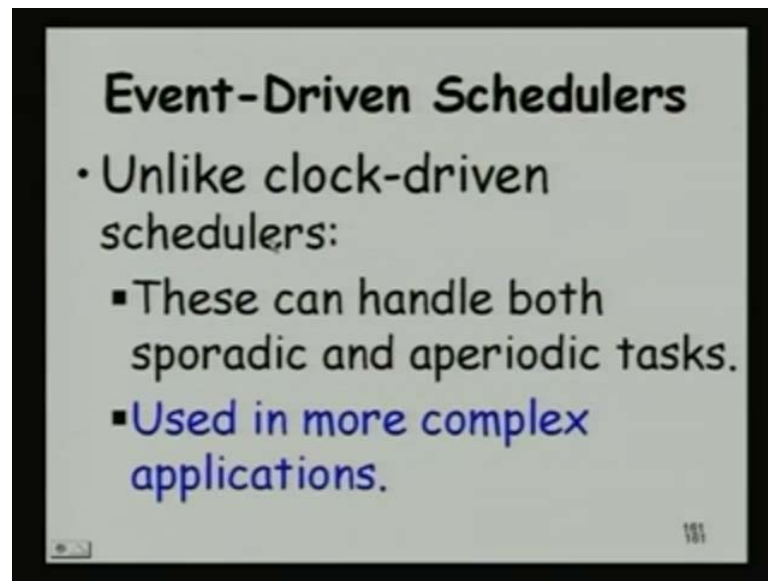 Event-Driven Schedulers
• Unlike clock-driven
schedulers:
▪These can handle both
sporadic and aperiodic tasks.
▪Used in more complex
applications.